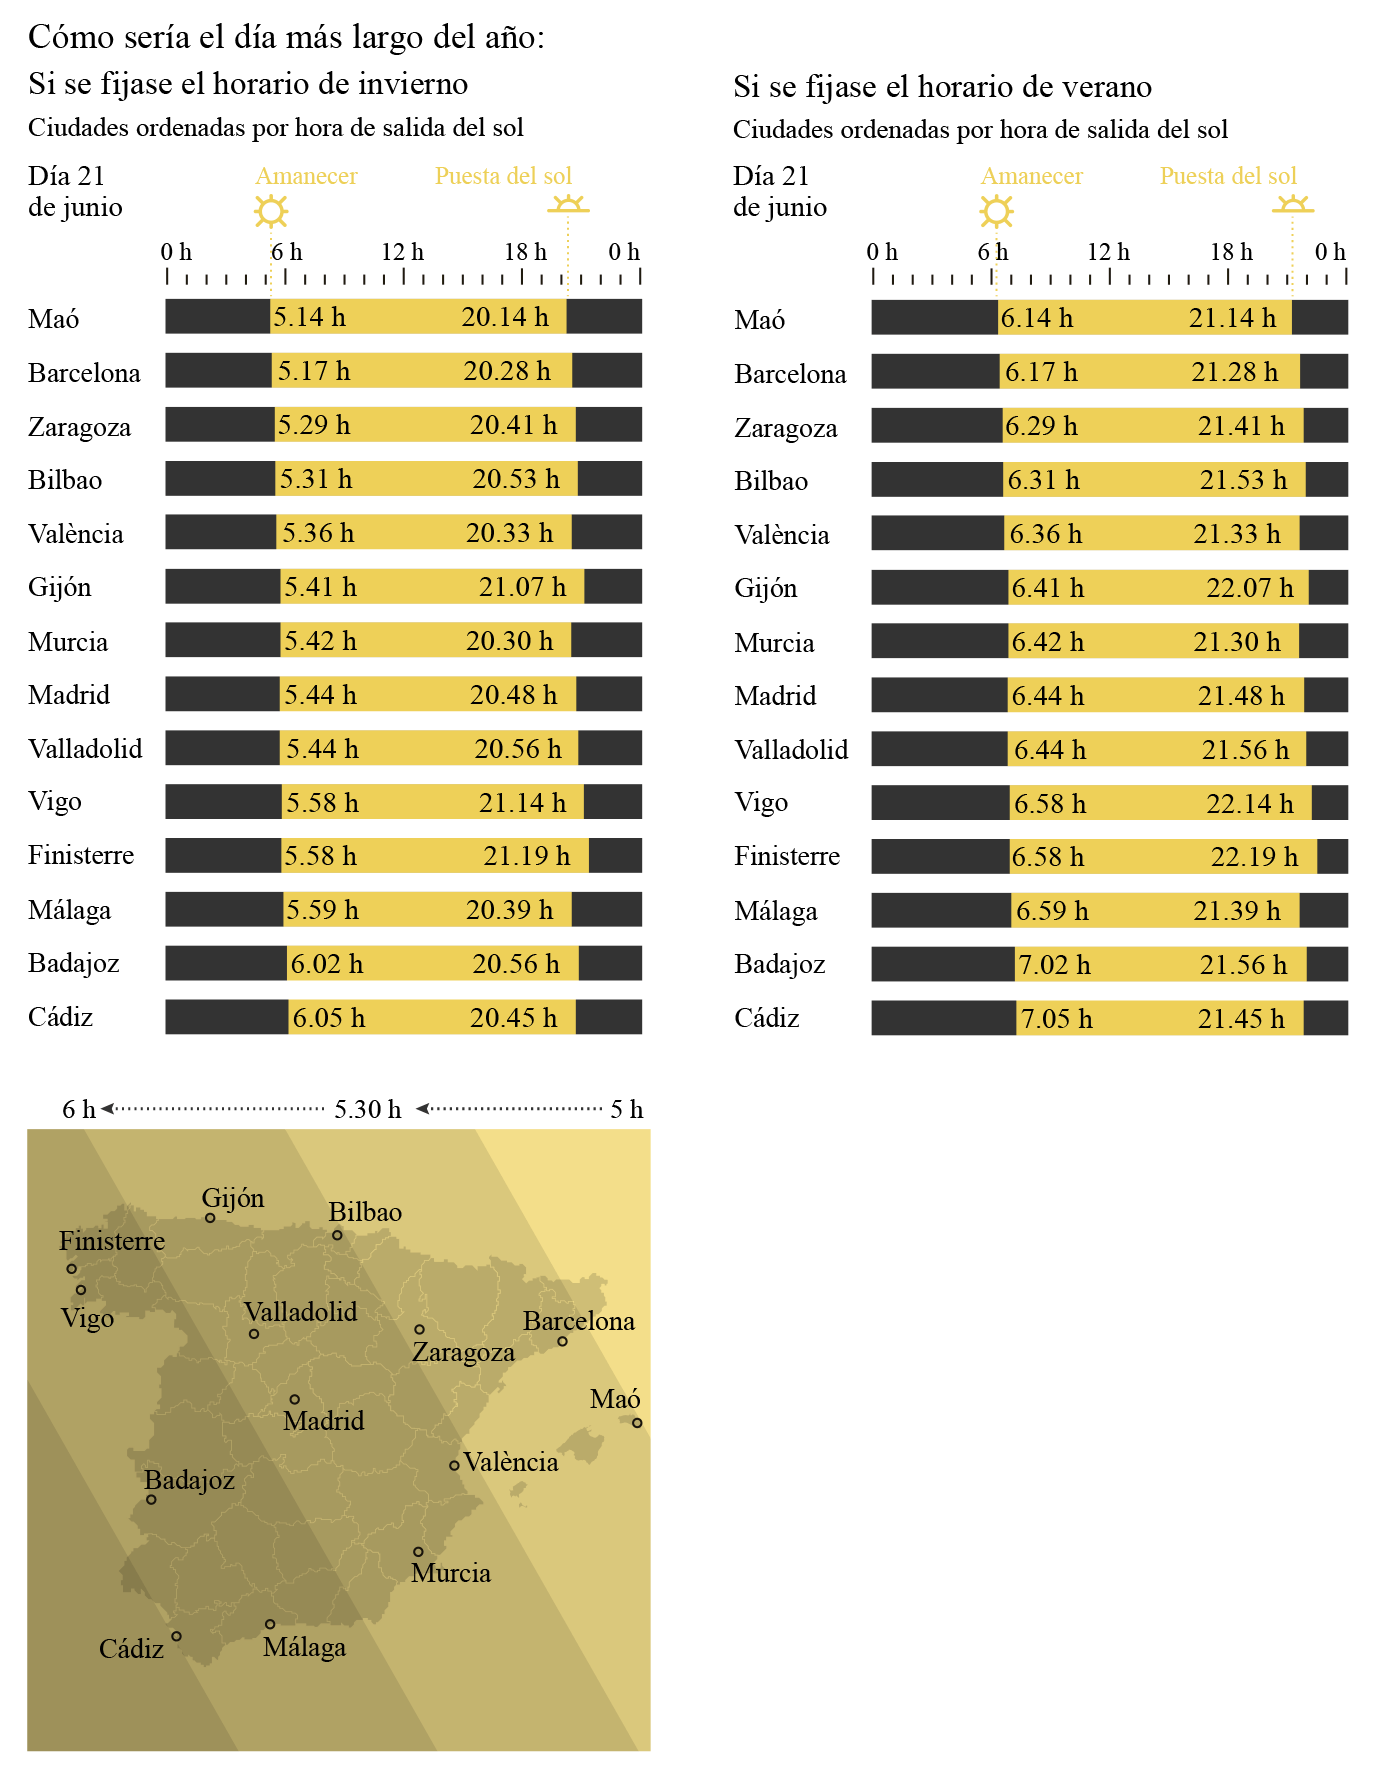 Cómo sería el día más largo del año:
Si se fijase el horario de invierno
Ciudades ordenadas por hora de salida del sol
Día 21
de junio
Amanecer
Puesta del sol
0 h 6 h 12 h 18 h 0 h
Maó 5.14 h 20.14 h
Barcelona 5.17 h 20.28 h
Zaragoza 5.29 h 20.41 h
Bilbao 5.31 h 20.53 h
València 5.36 h 20.33 h
Gijón 5.41 h 21.07 h
Murcia 5.42 h 20.30 h
Madrid 5.44 h 20.48 h
Valladolid 5.44 h 20.56 h
Vigo 5.58 h 21.14 h
Finisterre 5.58 h 21.19 h
Málaga 5.59 h 20.39 h
Badajoz 6.02 h 20.56 h
Cádiz 6.05 h 20.45 h
Si se fijase el horario de verano
Ciudades ordenadas por hora de salida del sol
Día 21
de junio
Amanecer
Puesta del sol
0 h 6 h 12 h 18 h 0 h
Maó 6.14 h 21.14 h
Barcelona 6.17 h 21.28 h
Zaragoza 6.29 h 21.41 h
Bilbao 6.31 h 21.53 h
València 6.36 h 21.33 h
Gijón 6.41 h 22.07 h
Murcia 6.42 h 21.30 h
Madrid 6.44 h 21.48 h
Valladolid 6.44 h 21.56 h
Vigo 6.58 h 22.14 h
Finisterre 6.58 h 22.19 h
Málaga 6.59 h 21.39 h
Badajoz 7.02 h 21.56 h
Cádiz 7.05 h 21.45 h
6 h 5.30 h 5 h
Gijón
Bilbao
Finisterre
Vigo
Valladolid
Barcelona
Zaragoza
Maó
Madrid
València
Badajoz
Murcia
Cádiz
Málaga